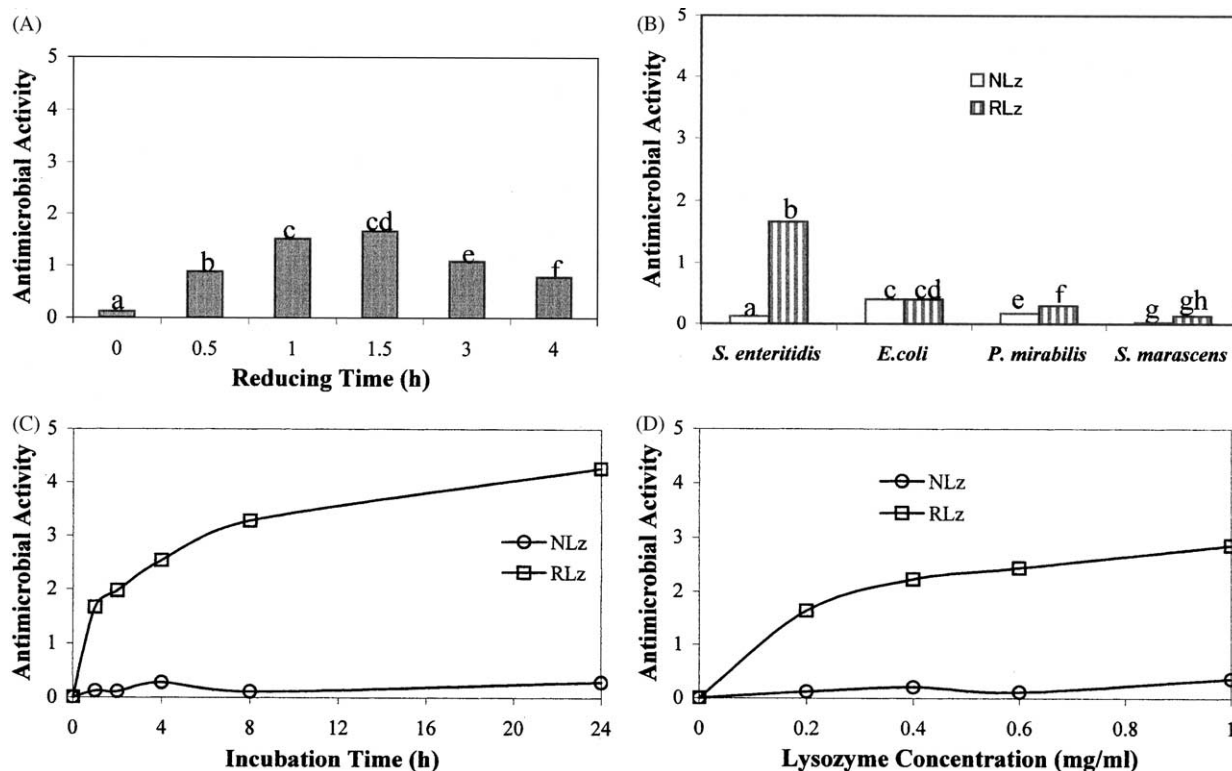 (A)
Antimicrobial Activity
5
4
3
2
1
0
a
b
c
cd
e
f
0 0.5 1 1.5 3 4
Reducing Time (h)
(B)
Antimicrobial Activity
5
4
3
2
1
0
NLz
RLz
a
b
c
cd
e
f
g
gh
S. enteritidis E.coli P. mirabilis S. marascens
(C)
Antimicrobial Activity
5
4
3
2
1
0
NLz
RLz
0 4 8 12 16 20 24
Incubation Time (h)
(D)
Antimicrobial Activity
5
4
3
2
1
0
NLz
RLz
0 0.2 0.4 0.6 0.8 1
Lysozyme Concentration (mg/ml)